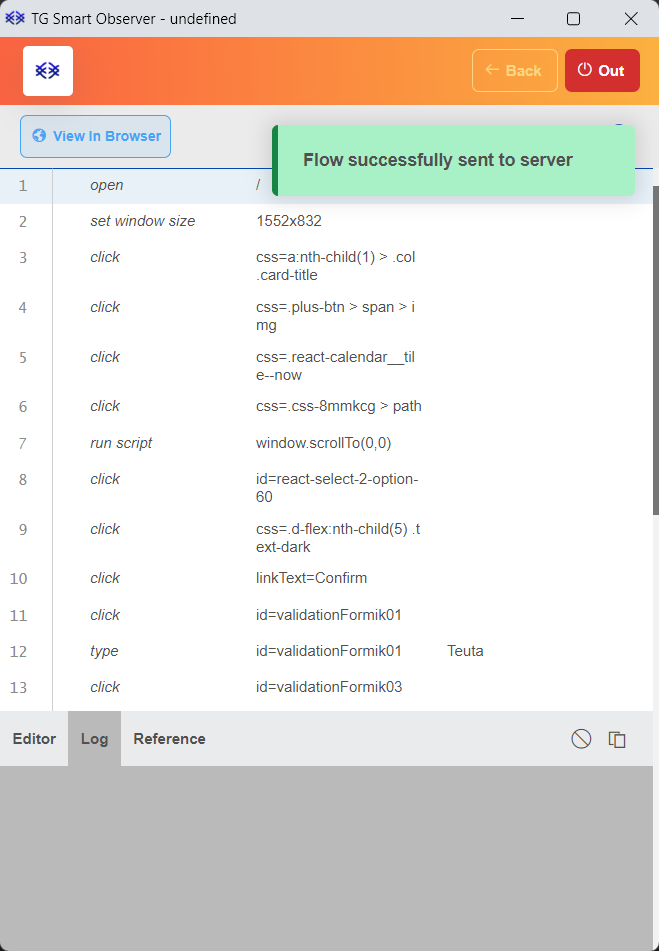 TG Smart Observer - undefined
Back
Out
View In Browser
Flow successfully sent to server
1 open /
2 set window size 1552x832
3 click css=a:nth-child(1) > .col
.card-title
4 click css=.plus-btn > span > i
mg
5 click css=.react-calendar__til
e--now
6 click css=.css-8mmkcg > path
7 run script window.scrollTo(0,0)
8 click id=react-select-2-option-
60
9 click css=.d-flex:nth-child(5) .t
ext-dark
10 click linkText=Confirm
11 click id=validationFormik01
12 type id=validationFormik01 Teuta
13 click id=validationFormik03
Editor Log Reference